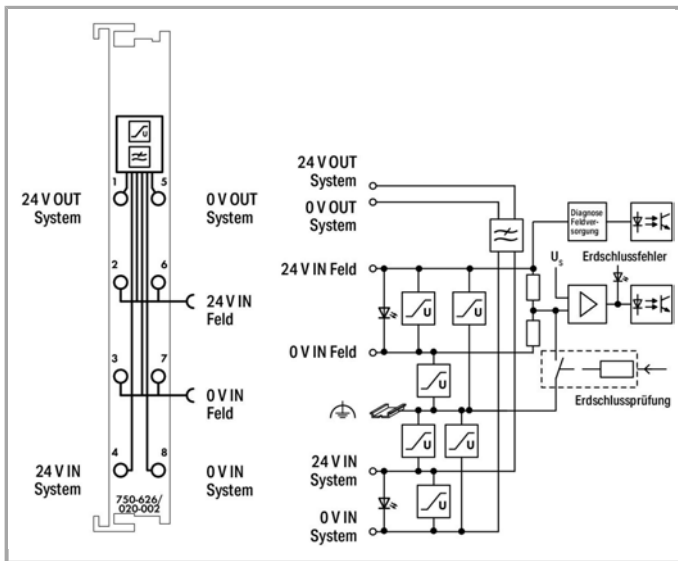 U
1
5
24 V OUT
System
0 V OUT
System
2
6
24 V IN
Feld
3
7
0 V IN
Feld
4
8
24 V IN
System
0 V IN
System
750-626/
020-002
24 V OUT
System
0 V OUT
System
24 V IN Feld
0 V IN Feld
24 V IN
System
0 V IN
System
U
U
U
U
U
U
Diagnose
Feldver-
sorgung
US
Erdschlussfehler
Erdschlussprüfung